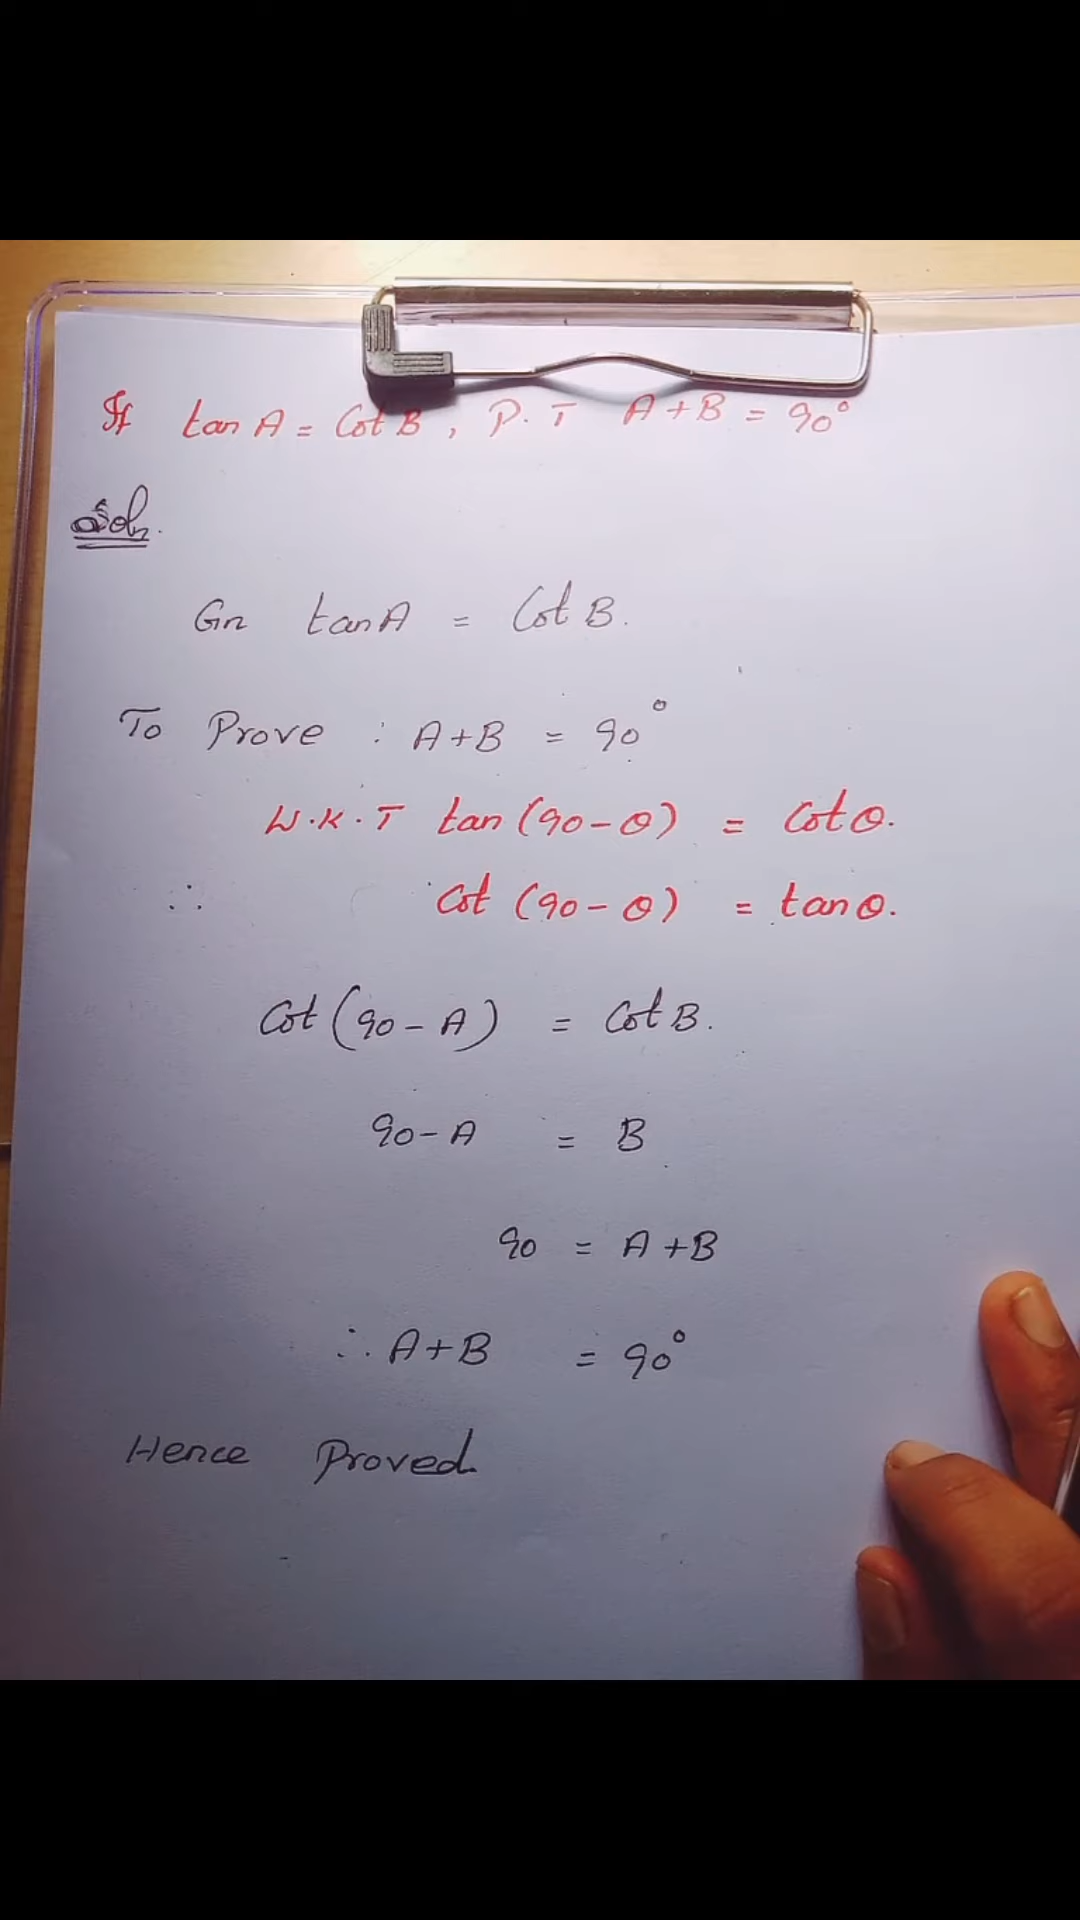 If tan A = Cot B, P.T A+B = 90°
Soln.
Gn tan A = Cot B.
To Prove : A+B = 90°
W.K.T tan (90-θ) = Cot θ.
∴ Cot (90-θ) = tan θ.
Cot (90-A) = Cot B.
90-A = B
90 = A+B
∴ A+B = 90°
Hence Proved